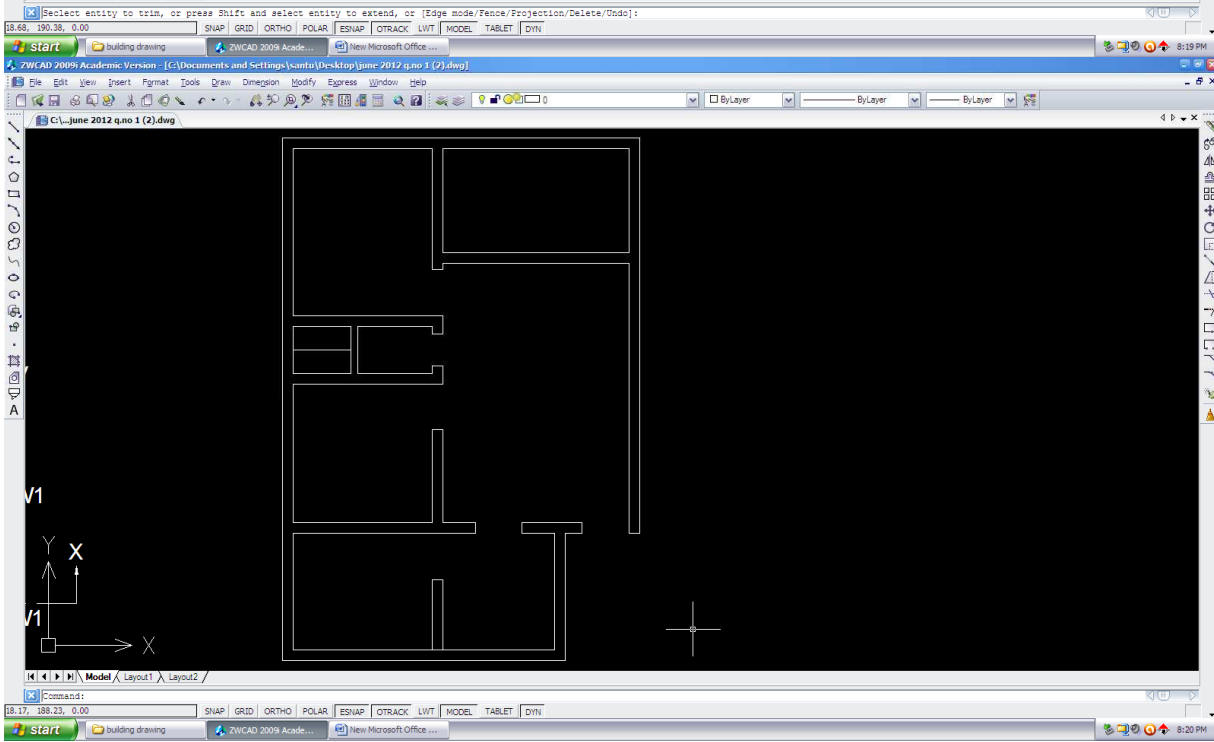 Seclect entity to trim, or press Shift and select entity to extend, or [Edge mode/Fence/Projection/Delete/Undo]:
18.68, 190.38, 0.00 SNAP GRID ORTHO POLAR ESNAP OTRACK LWT MODEL TABLET DYN
start building drawing ZWCAD 2009i Acade... New Microsoft Office ... 8:19 PM
ZWCAD 2009i Academic Version - [C:\Documents and Settings\santu\Desktop\june 2012 q.no 1 (2).dwg]
File Edit View Insert Format Tools Draw Dimension Modify Express Window Help
0 ByLayer ByLayer ByLayer
C:\...june 2012 q.no 1 (2).dwg
A
V1
Y X
V1
X
Model Layout1 Layout2
Command:
18.17, 188.23, 0.00 SNAP GRID ORTHO POLAR ESNAP OTRACK LWT MODEL TABLET DYN
start building drawing ZWCAD 2009i Acade... New Microsoft Office ... 8:20 PM